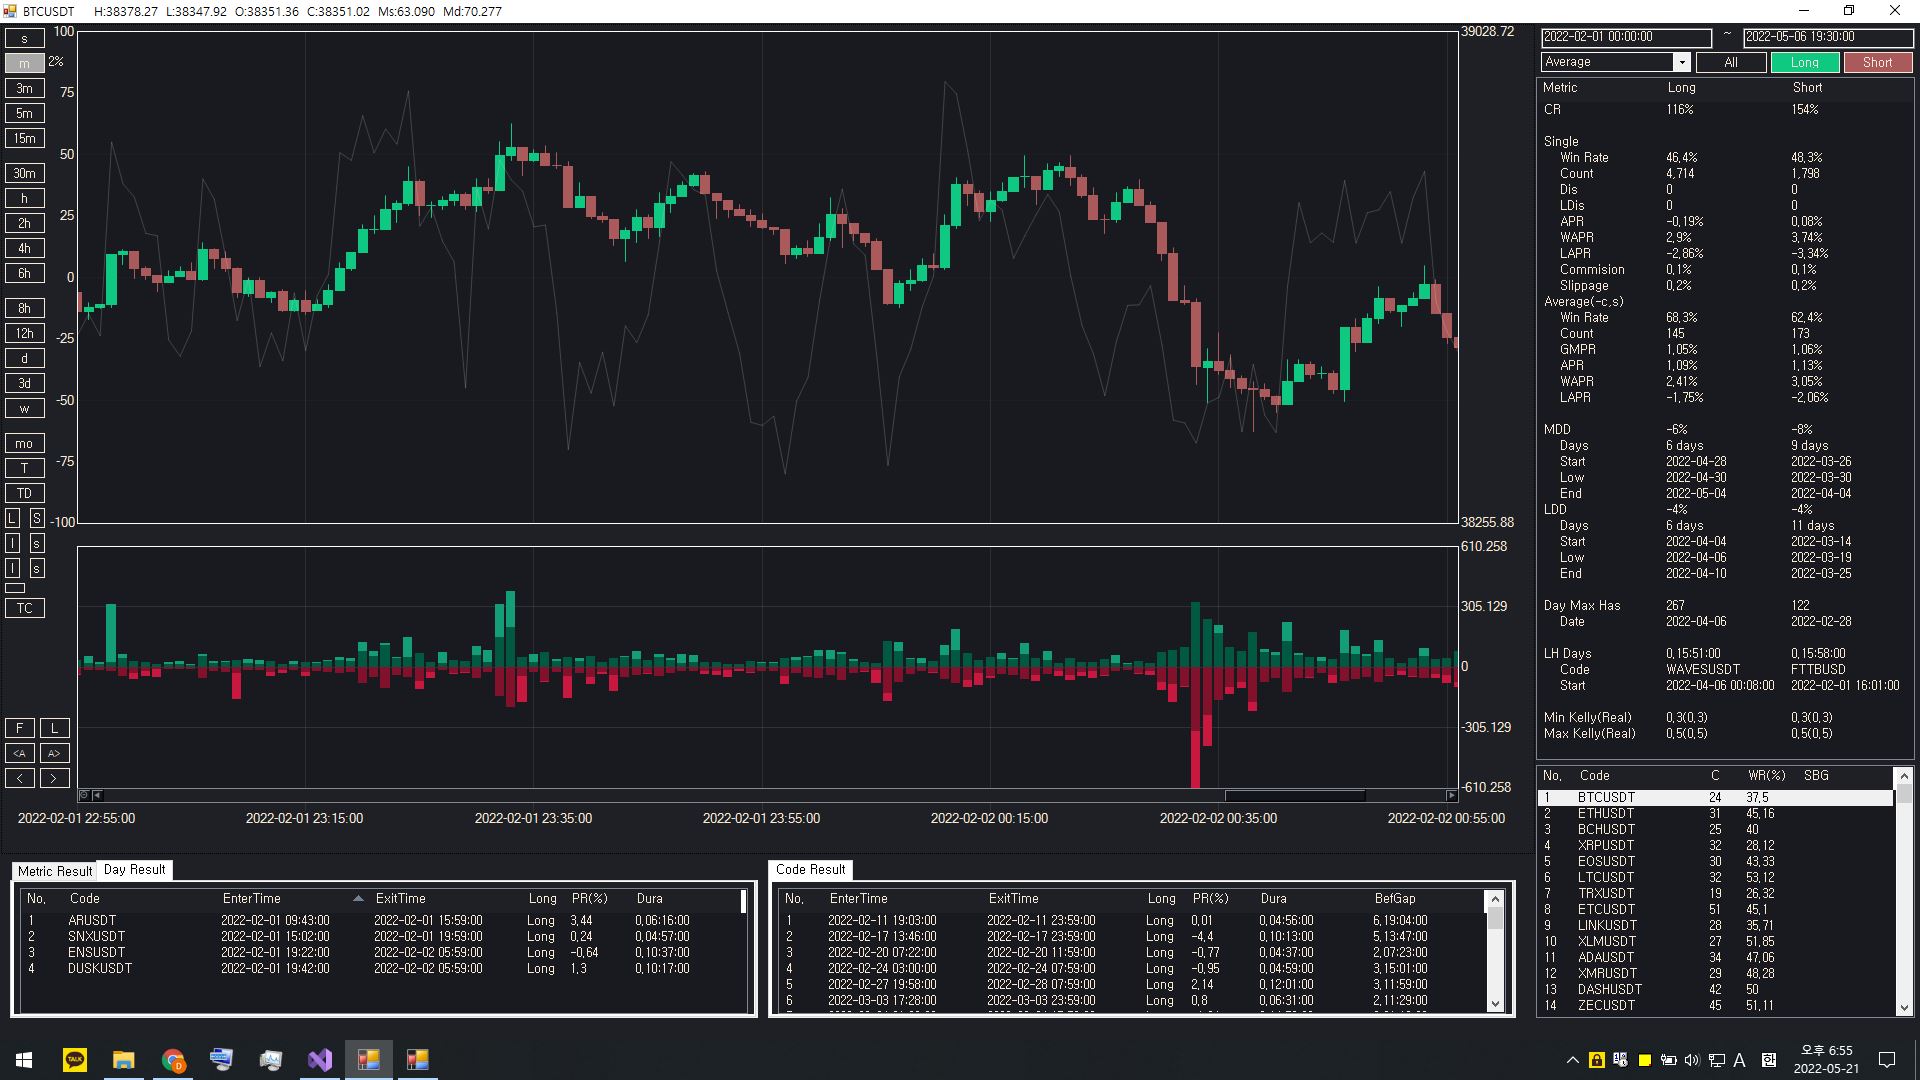 BTCUSDT H:38378.27 L:38347.92 O:38351.36 C:38351.02 Ms:63.090 Md:70.277
s
m 2%
3m
5m
15m
30m
h
2h
4h
6h
8h
12h
d
3d
w
mo
T
TD
L S
l s
l s
TC
F L
<A A>
< >
100
75
50
25
0
-25
-50
-75
-100
39028.72
38255.88
610.258
305.129
0
-305.129
-610.258
2022-02-01 22:55:00 2022-02-01 23:15:00 2022-02-01 23:35:00 2022-02-01 23:55:00 2022-02-02 00:15:00 2022-02-02 00:35:00 2022-02-02 00:55:00
2022-02-01 00:00:00 ~ 2022-05-06 19:30:00
Average All Long Short
Metric Long Short
CR 116% 154%
Single
Win Rate 46.4% 48.3%
Count 4,714 1,798
Dis 0 0
LDis 0 0
APR -0.19% 0.08%
WAPR 2.9% 3.74%
LAPR -2.86% -3.34%
Commision 0.1% 0.1%
Slippage 0.2% 0.2%
Average(-c,s)
Win Rate 68.3% 62.4%
Count 145 173
GMPR 1.05% 1.06%
APR 1.09% 1.13%
WAPR 2.41% 3.05%
LAPR -1.75% -2.06%
MDD -6% -8%
Days 6 days 9 days
Start 2022-04-28 2022-03-26
Low 2022-04-30 2022-03-30
End 2022-05-04 2022-04-04
LDD -4% -4%
Days 6 days 11 days
Start 2022-04-04 2022-03-14
Low 2022-04-06 2022-03-19
End 2022-04-10 2022-03-25
Day Max Has 267 122
Date 2022-04-06 2022-02-28
LH Days 0.15:51:00 0.15:58:00
Code WAVESUSDT FTTBUSD
Start 2022-04-06 00:08:00 2022-02-01 16:01:00
Min Kelly(Real) 0.3(0.3) 0.3(0.3)
Max Kelly(Real) 0.5(0.5) 0.5(0.5)
No. Code C WR(%) SBG
1 BTCUSDT 24 37.5
2 ETHUSDT 31 45.16
3 BCHUSDT 25 40
4 XRPUSDT 32 28.12
5 EOSUSDT 30 43.33
6 LTCUSDT 32 53.12
7 TRXUSDT 19 26.32
8 ETCUSDT 51 45.1
9 LINKUSDT 28 35.71
10 XLMUSDT 27 51.85
11 ADAUSDT 34 47.06
12 XMRUSDT 29 48.28
13 DASHUSDT 42 50
14 ZECUSDT 45 51.11
Metric Result Day Result
No. Code EnterTime ExitTime Long PR(%) Dura
1 ARUSDT 2022-02-01 09:43:00 2022-02-01 15:59:00 Long 3.44 0.06:16:00
2 SNXUSDT 2022-02-01 15:02:00 2022-02-01 19:59:00 Long 0.24 0.04:57:00
3 ENSUSDT 2022-02-01 19:22:00 2022-02-02 05:59:00 Long -0.64 0.10:37:00
4 DUSKUSDT 2022-02-01 19:42:00 2022-02-02 05:59:00 Long 1.3 0.10:17:00
Code Result
No. EnterTime ExitTime Long PR(%) Dura BefGap
1 2022-02-11 19:03:00 2022-02-11 23:59:00 Long 0.01 0.04:56:00 6.19:04:00
2 2022-02-17 13:46:00 2022-02-17 23:59:00 Long -4.4 0.10:13:00 5.13:47:00
3 2022-02-20 07:22:00 2022-02-20 11:59:00 Long -0.77 0.04:37:00 2.07:23:00
4 2022-02-24 03:00:00 2022-02-24 07:59:00 Long -0.95 0.04:59:00 3.15:01:00
5 2022-02-27 19:58:00 2022-02-28 07:59:00 Long 2.14 0.12:01:00 3.11:59:00
6 2022-03-03 17:28:00 2022-03-03 23:59:00 Long 0.8 0.06:31:00 2.11:29:00
TALK
D
A
오후 6:55
2022-05-21